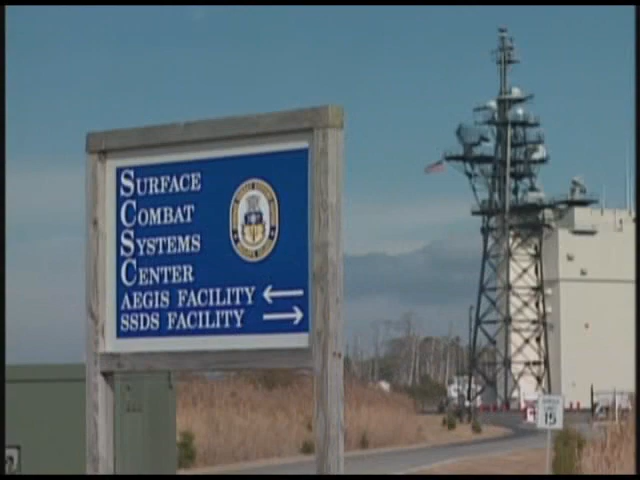 SURFACE
COMBAT
SYSTEMS
CENTER
AEGIS FACILITY ←
SSDS FACILITY →
15